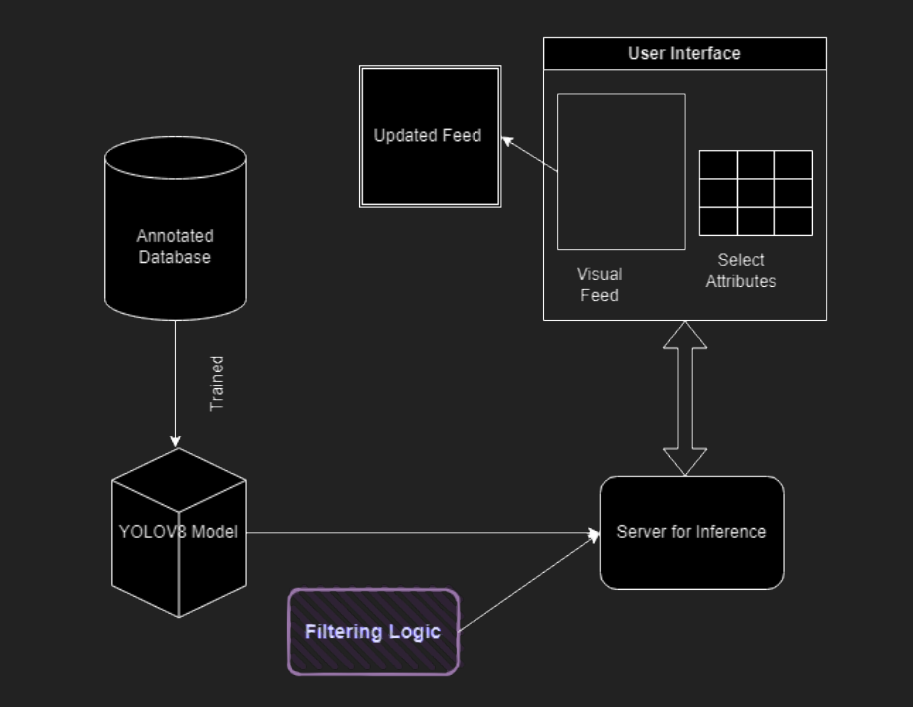 User Interface
Updated Feed
Annotated
Database
Select
Attributes
Visual
Feed
Trained
YOLOV8 Model
Server for Inference
Filtering Logic